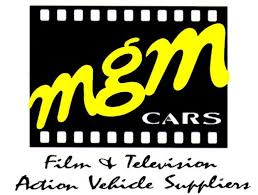 mgm
CARS
Film & Television
Action Vehicle Suppliers